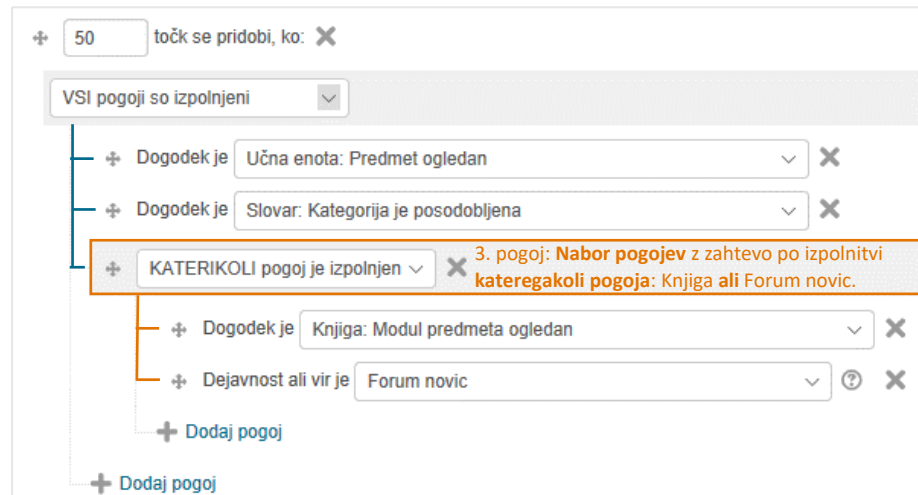 50 točk se pridobi, ko:
VSI pogoji so izpolnjeni
Dogodek je Učna enota: Predmet ogledan
Dogodek je Slovar: Kategorija je posodobljena
KATERIKOLI pogoj je izpolnjen
3. pogoj: Nabor pogojev z zahtevo po izpolnitvi
kateregakoli pogoja: Knjiga ali Forum novic.
Dogodek je Knjiga: Modul predmeta ogledan
Dejavnost ali vir je Forum novic ?
Dodaj pogoj
Dodaj pogoj